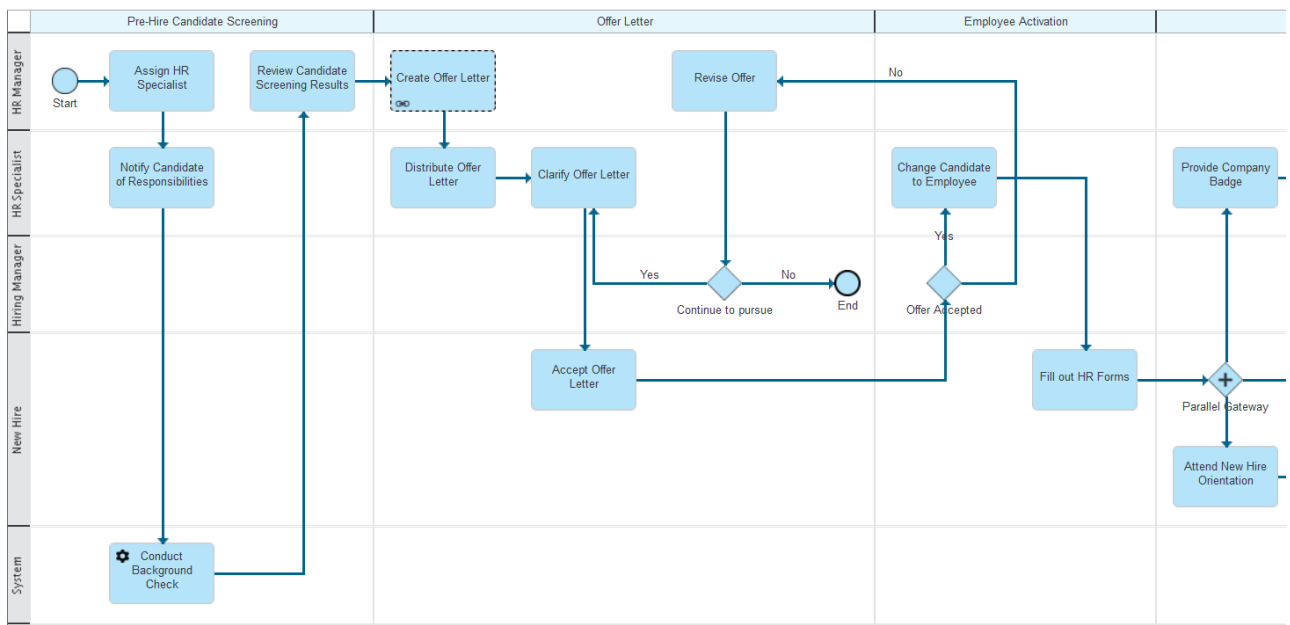 Pre-Hire Candidate Screening
Offer Letter
Employee Activation
HR Manager
Start
Assign HR
Specialist
Review Candidate
Screening Results
Create Offer Letter
Revise Offer
No
HR Specialist
Notify Candidate
of Responsibilities
Distribute Offer
Letter
Clarify Offer Letter
Change Candidate
to Employee
Provide Company
Badge
Yes
Hiring Manager
Yes
No
Continue to pursue
End
Offer Accepted
New Hire
Accept Offer
Letter
Fill out HR Forms
Parallel Gateway
Attend New Hire
Orientation
System
Conduct
Background
Check